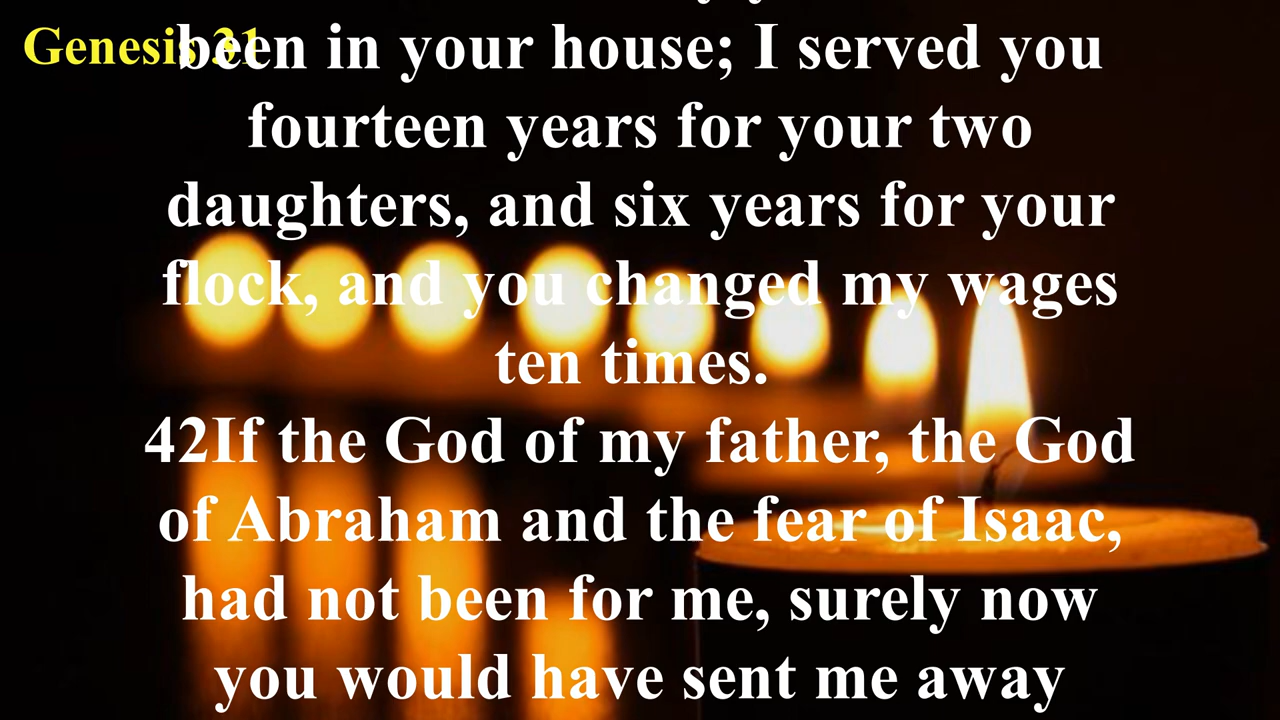 Genesis 31
been in your house; I served you
fourteen years for your two
daughters, and six years for your
flock, and you changed my wages
ten times.
42If the God of my father, the God
of Abraham and the fear of Isaac,
had not been for me, surely now
you would have sent me away